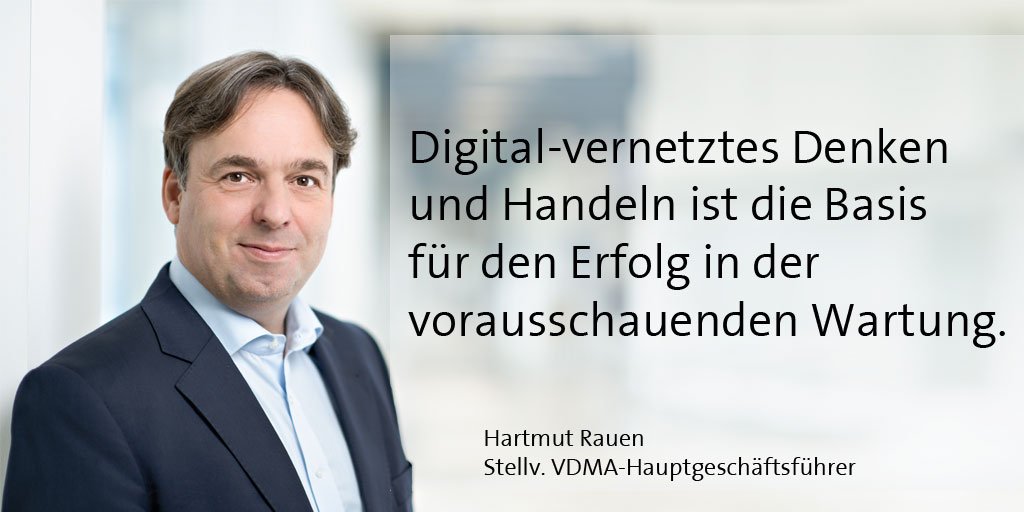 Digital-vernetztes Denken
und Handeln ist die Basis
für den Erfolg in der
vorausschauenden Wartung.
Hartmut Rauen
Stellv. VDMA-Hauptgeschäftsführer